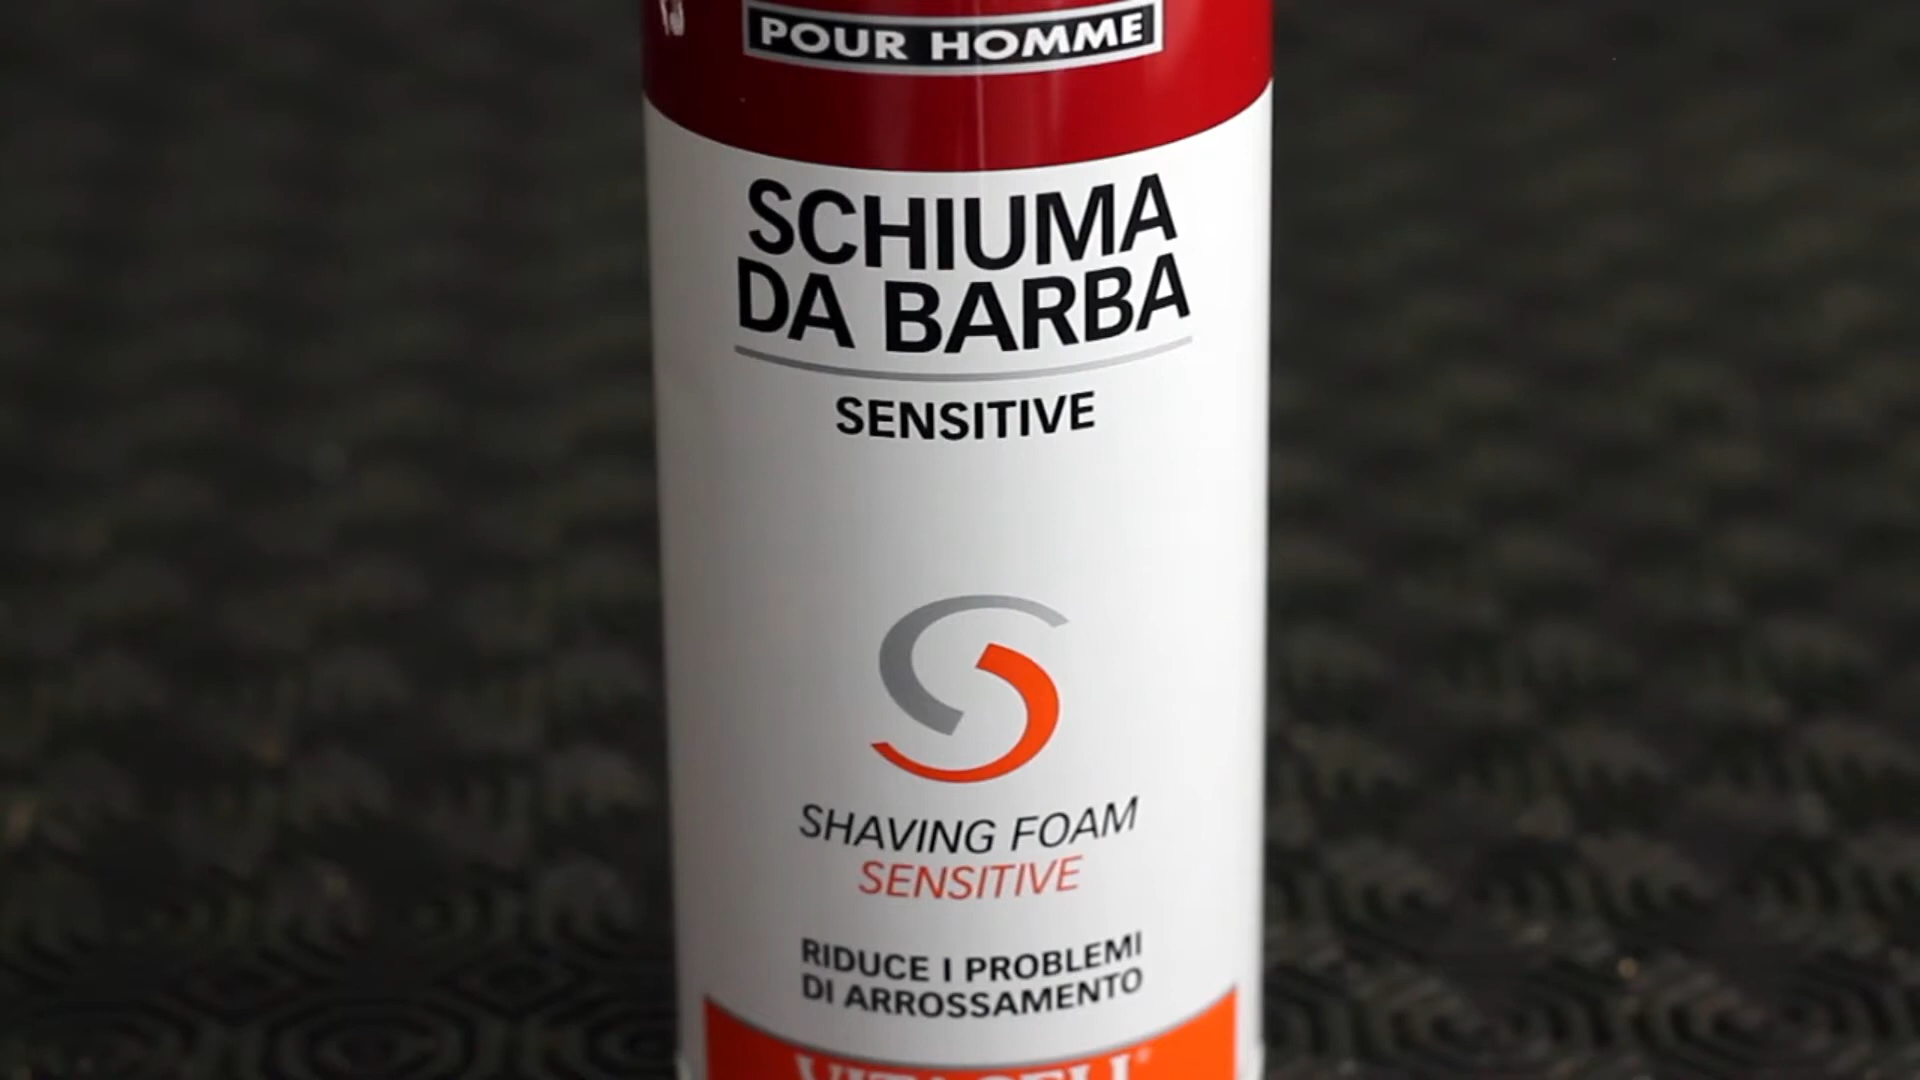 POUR HOMME
SCHIUMA
DA BARBA
SENSITIVE
SHAVING FOAM
SENSITIVE
RIDUCE I PROBLEMI
DI ARROSSAMENTO